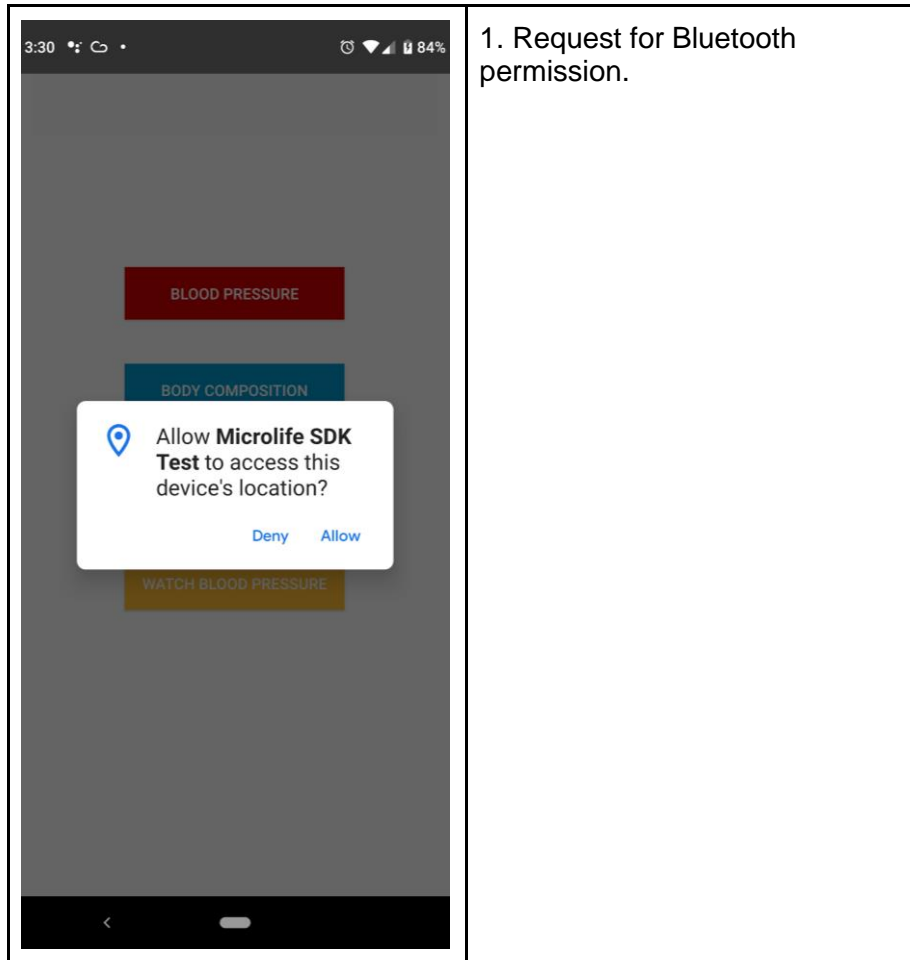 3:30
84%
1. Request for Bluetooth
permission.
BLOOD PRESSURE
BODY COMPOSITION
Allow Microlife SDK
Test to access this
device's location?
Deny Allow
WATCH BLOOD PRESSURE